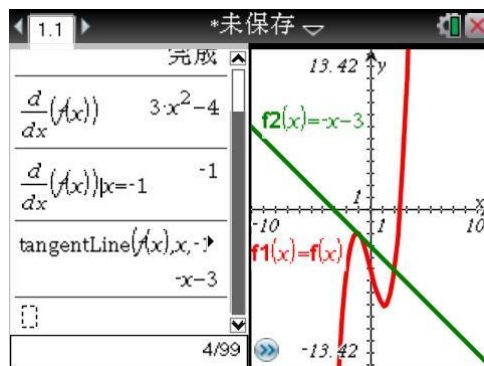 1.1
*未保存
完成
d/dx(f(x)) 3·x²−4
d/dx(f(x))|x=-1 -1
tangentLine(f(x),x,-1
-x−3
4/99
13.42 y
f2(x)=-x-3
1
x
-10 1 10
f1(x)=f(x)
-13.42